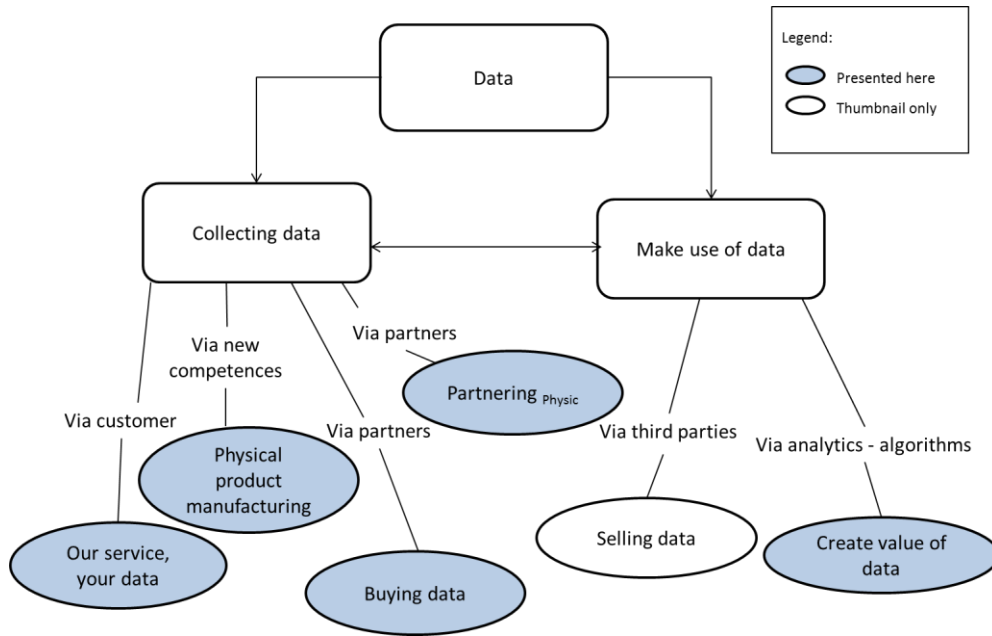 Data
Legend:
Presented here
Thumbnail only
Collecting data
Make use of data
Via partners
Via new
competences
Partnering Physic
Via customer
Via partners
Via third parties
Via analytics - algorithms
Physical
product
manufacturing
Our service,
your data
Buying data
Selling data
Create value of
data